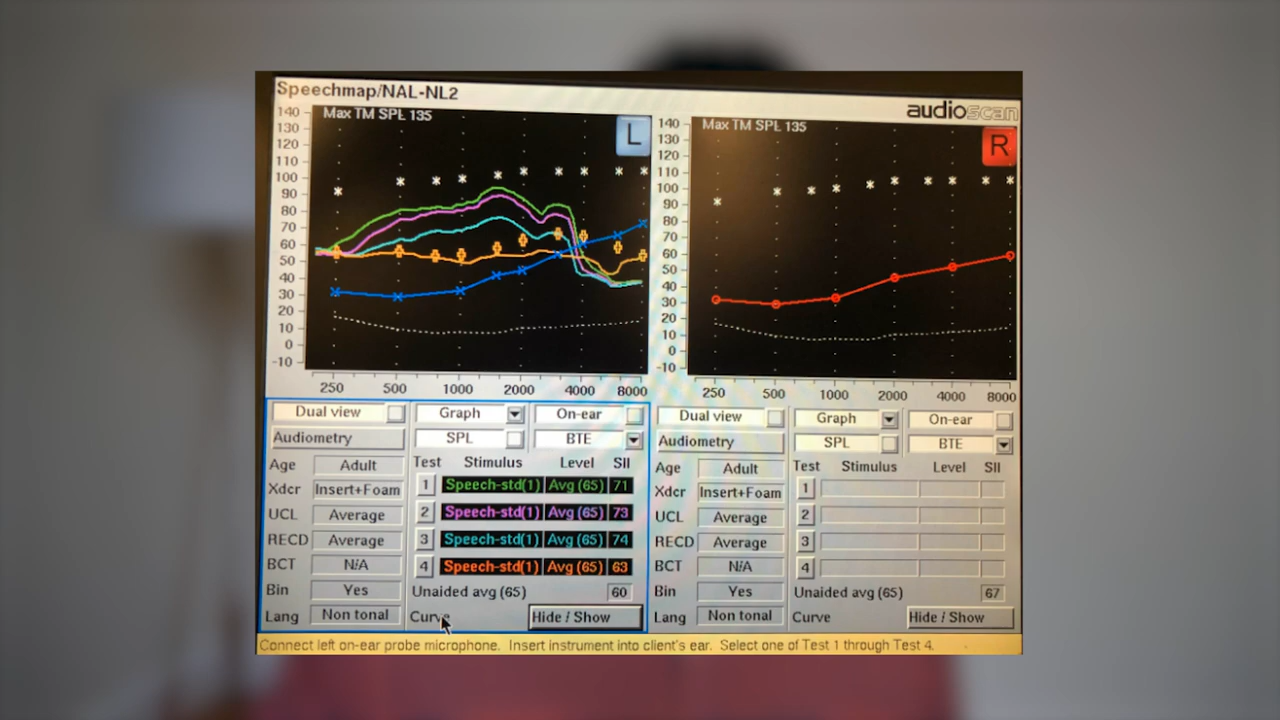 Speechmap/NAL-NL2
audioscan
Max TM SPL 135
L
140
130
120
110
100
90
80
70
60
50
40
30
20
10
0
-10
250 500 1000 2000 4000 8000
Max TM SPL 135
R
140
130
120
110
100
90
80
70
60
50
40
30
20
10
0
-10
250 500 1000 2000 4000 8000
Dual view Graph On-ear
Audiometry SPL BTE
Age Adult Test Stimulus Level SII
Xdcr Insert+Foam 1 Speech-std(1) Avg (65) 71
UCL Average 2 Speech-std(1) Avg (65) 73
RECD Average 3 Speech-std(1) Avg (65) 74
BCT N/A 4 Speech-std(1) Avg (65) 63
Bin Yes Unaided avg (65) 60
Lang Non tonal Curve Hide / Show
Dual view Graph On-ear
Audiometry SPL BTE
Age Adult Test Stimulus Level SII
Xdcr Insert+Foam 1
UCL Average 2
RECD Average 3
BCT N/A 4
Bin Yes Unaided avg (65) 67
Lang Non tonal Curve Hide / Show
Connect left on-ear probe microphone. Insert instrument into client's ear. Select one of Test 1 through Test 4.